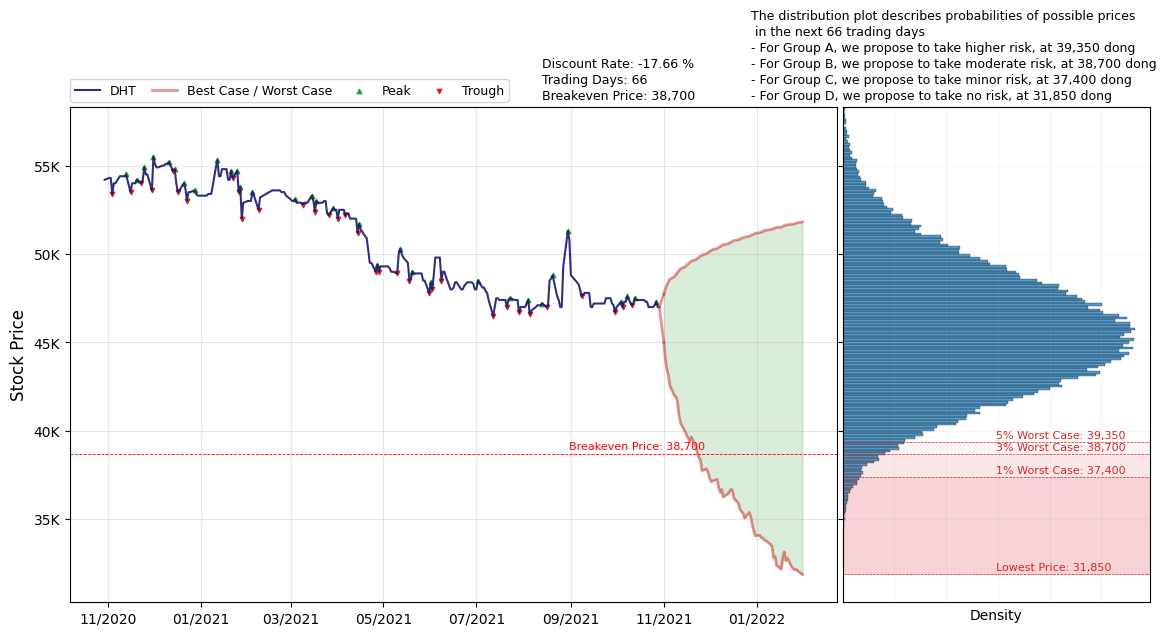 The distribution plot describes probabilities of possible prices
in the next 66 trading days
- For Group A, we propose to take higher risk, at 39,350 dong
- For Group B, we propose to take moderate risk, at 38,700 dong
- For Group C, we propose to take minor risk, at 37,400 dong
- For Group D, we propose to take no risk, at 31,850 dong
Discount Rate: -17.66 %
Trading Days: 66
Breakeven Price: 38,700
DHT
Best Case / Worst Case
Peak
Trough
Stock Price
55K
50K
45K
40K
35K
Breakeven Price: 38,700
5% Worst Case: 39,350
3% Worst Case: 38,700
1% Worst Case: 37,400
Lowest Price: 31,850
11/2020
01/2021
03/2021
05/2021
07/2021
09/2021
11/2021
01/2022
Density